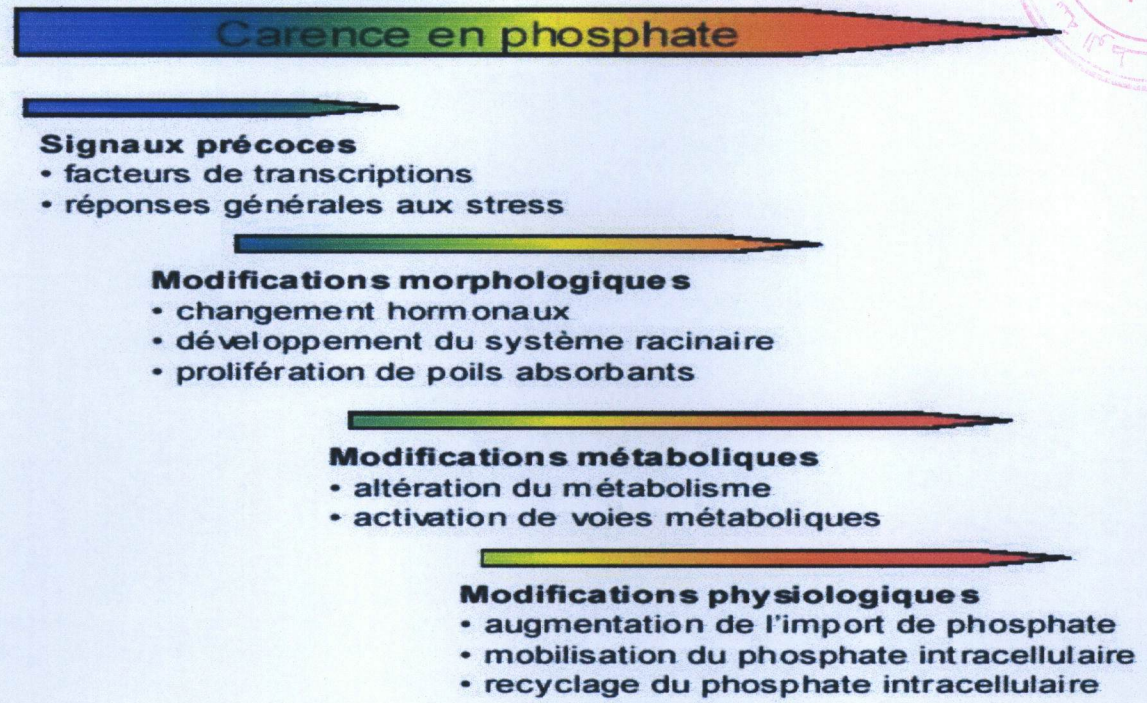 Carence en phosphate
Signaux précoces
• facteurs de transcriptions
• réponses générales aux stress
Modifications morphologiques
• changement hormonaux
• développement du système racinaire
• prolifération de poils absorbants
Modifications métaboliques
• altération du métabolisme
• activation de voies métaboliques
Modifications physiologiques
• augmentation de l'import de phosphate
• mobilisation du phosphate intracellulaire
• recyclage du phosphate intracellulaire